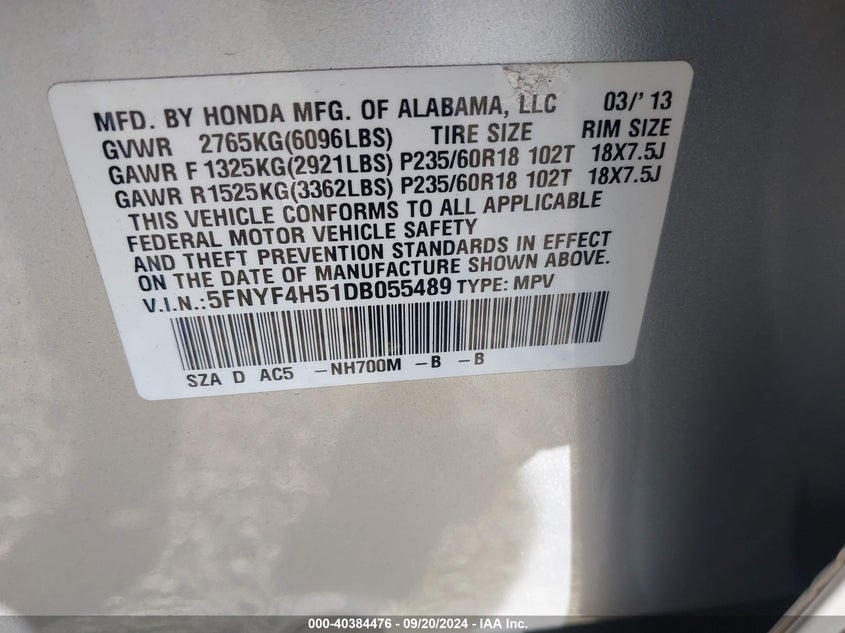 MFD. BY HONDA MFG. OF ALABAMA, LLC 03/'13
GVWR 2765KG(6096LBS) TIRE SIZE RIM SIZE
GAWR F 1325KG(2921LBS) P235/60R18 102T 18X7.5J
GAWR R1525KG(3362LBS) P235/60R18 102T 18X7.5J
THIS VEHICLE CONFORMS TO ALL APPLICABLE
FEDERAL MOTOR VEHICLE SAFETY
AND THEFT PREVENTION STANDARDS IN EFFECT
ON THE DATE OF MANUFACTURE SHOWN ABOVE.
V.I.N.:5FNYF4H51DB055489 TYPE: MPV
SZA D AC5 -NH700M -B -B
000-40384476 - 09/20/2024 - IAA Inc.